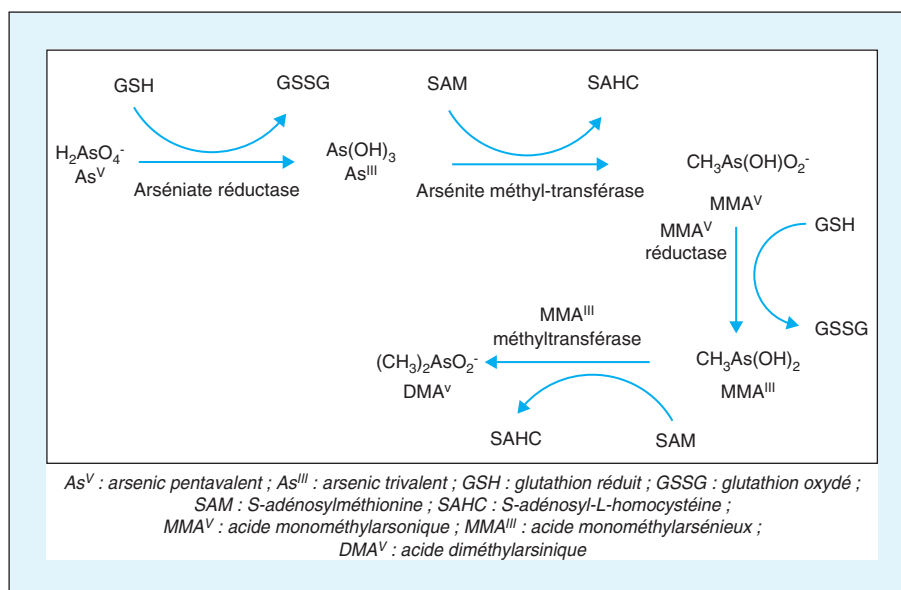 GSH
GSSG
SAM
SAHC
H₂AsO₄⁻
Asⱽ
Arséniate réductase
As(OH)₃
Asᴵᴵᴵ
Arsénite méthyl-transférase
CH₃As(OH)O₂⁻
MMAⱽ
MMAⱽ
réductase
GSH
GSSG
CH₃As(OH)₂
MMAᴵᴵᴵ
MMAᴵᴵᴵ
méthyltransférase
(CH₃)₂AsO₂⁻
DMAᵛ
SAHC
SAM
Asⱽ : arsenic pentavalent ; Asᴵᴵᴵ : arsenic trivalent ; GSH : glutathion réduit ; GSSG : glutathion oxydé ;
SAM : S-adénosylméthionine ; SAHC : S-adénosyl-L-homocystéine ;
MMAⱽ : acide monométhylarsonique ; MMAᴵᴵᴵ : acide monométhylarsénieux ;
DMAⱽ : acide diméthylarsinique